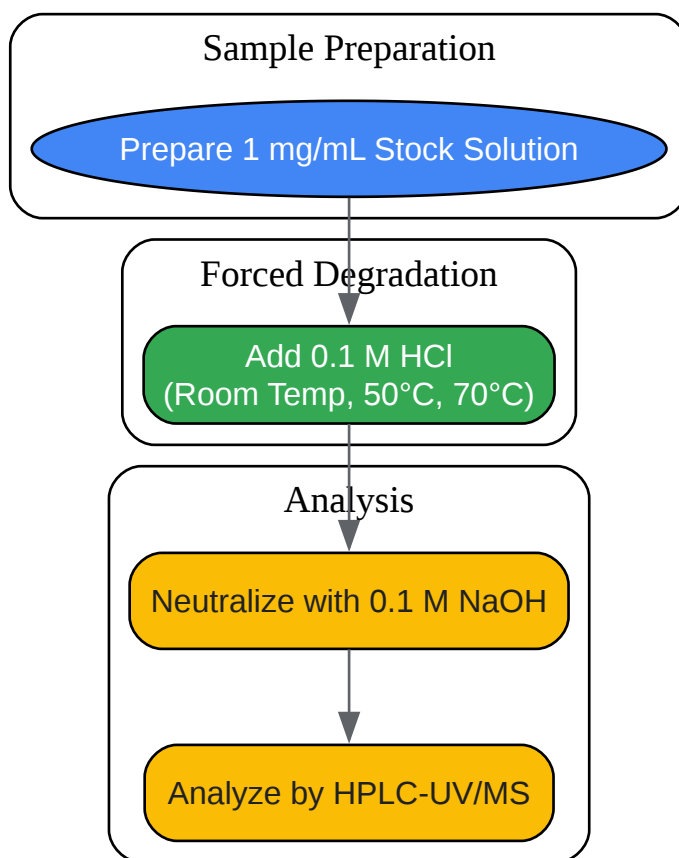 Sample Preparation
Prepare 1 mg/mL Stock Solution
Forced Degradation
Add 0.1 M HCl
(Room Temp, 50°C, 70°C)
Analysis
Neutralize with 0.1 M NaOH
Analyze by HPLC-UV/MS